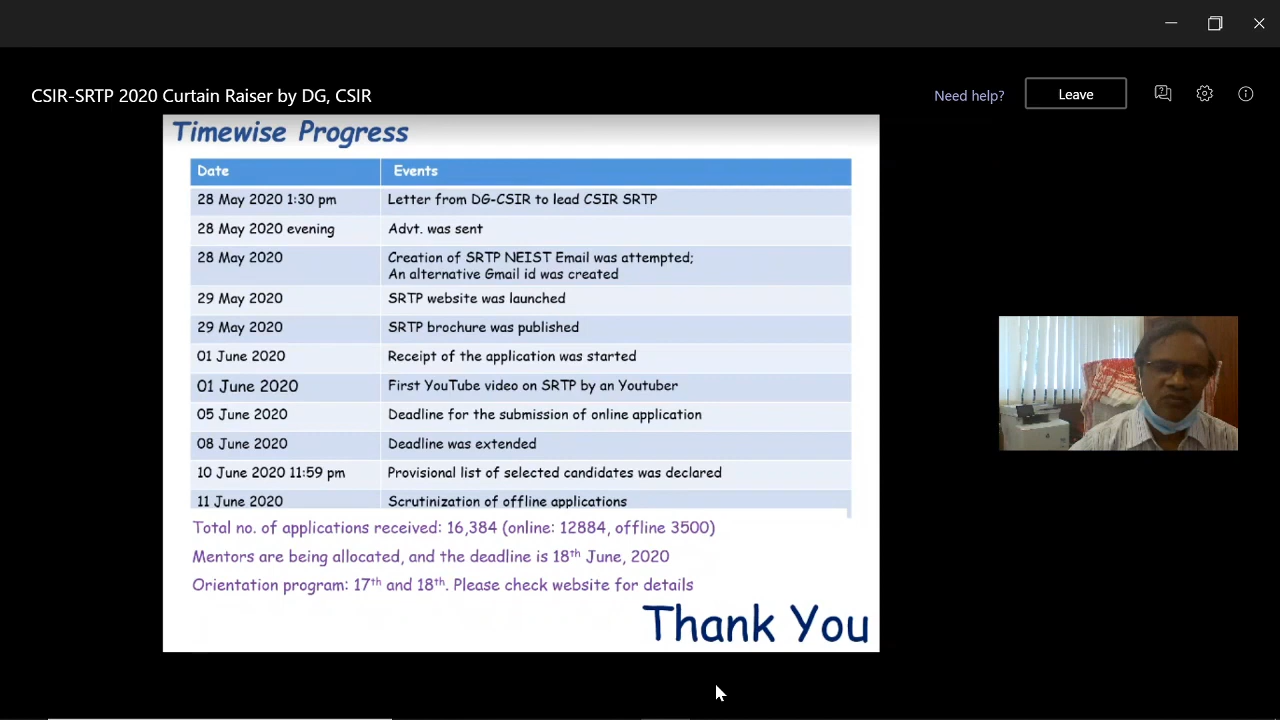 CSIR-SRTP 2020 Curtain Raiser by DG, CSIR
Need help?
Leave
Timewise Progress
Date Events
28 May 2020 1:30 pm Letter from DG-CSIR to lead CSIR SRTP
28 May 2020 evening Advt. was sent
28 May 2020 Creation of SRTP NEIST Email was attempted;
An alternative Gmail id was created
29 May 2020 SRTP website was launched
29 May 2020 SRTP brochure was published
01 June 2020 Receipt of the application was started
01 June 2020 First YouTube video on SRTP by an Youtuber
05 June 2020 Deadline for the submission of online application
08 June 2020 Deadline was extended
10 June 2020 11:59 pm Provisional list of selected candidates was declared
11 June 2020 Scrutinization of offline applications
Total no. of applications received: 16,384 (online: 12884, offline 3500)
Mentors are being allocated, and the deadline is 18th June, 2020
Orientation program: 17th and 18th. Please check website for details
Thank You